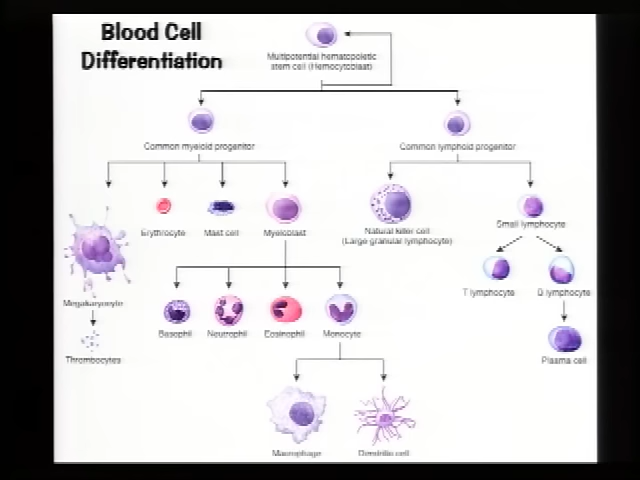 Blood Cell
Differentiation
Multipotential hematopoietic
stem cell (Hemocytoblast)
Common myeloid progenitor
Common lymphoid progenitor
Erythrocyte
Mast cell
Myeloblast
Natural killer cell
(Large granular lymphocyte)
Small lymphocyte
Megakaryocyte
T lymphocyte
B lymphocyte
Basophil
Neutrophil
Eosinophil
Monocyte
Thrombocytes
Plasma cell
Macrophage
Dendritic cell